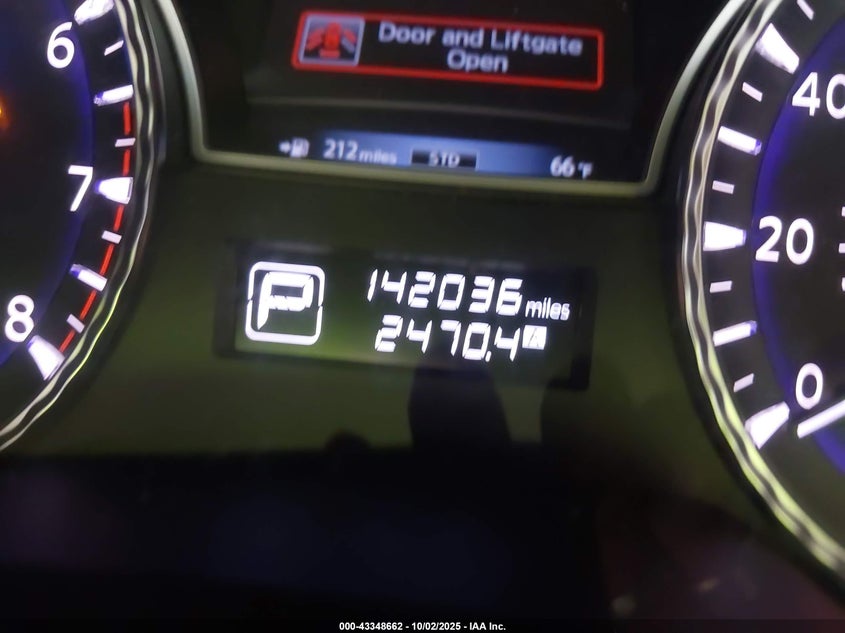 6
7
8
Door and Liftgate
Open
212 miles
STD
66 °F
P
142036 miles
2470.4 A
40
20
0
000-43348662 - 10/02/2025 - IAA Inc.